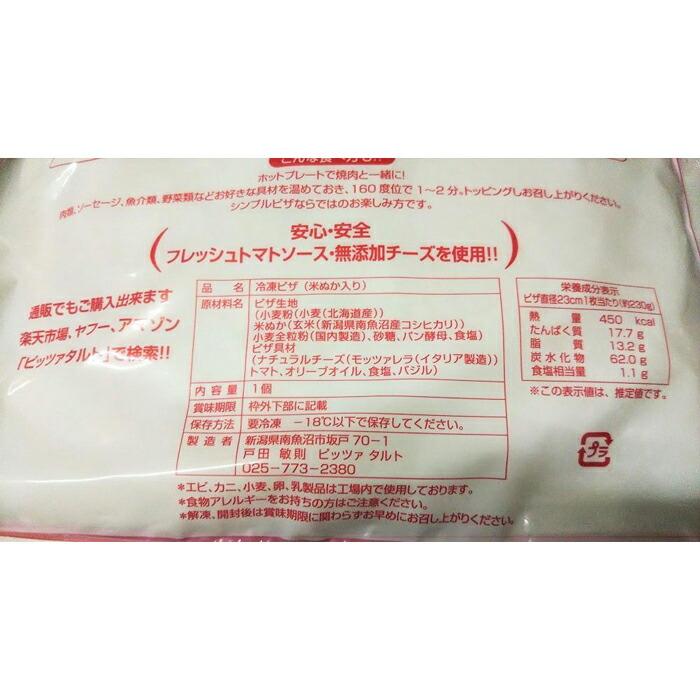 ホットプレートで焼肉と一緒に!
肉類、ソーセージ、魚介類、野菜類などお好きな具材を温めておき、160度位で1〜2分。トッピングしお召し上がりください。
シンプルピザならではのお楽しみ方です。
安心・安全
フレッシュトマトソース・無添加チーズを使用!!
通販でもご購入出来ます
楽天市場、ヤフー、アマゾン
「ピッツァタルト」で検索!!
品名 冷凍ピザ(米ぬか入り)
原材料名 ピザ生地
(小麦粉(小麦(北海道産))
米ぬか(玄米(新潟県南魚沼産コシヒカリ))
小麦全粒粉(国内製造)、砂糖、パン酵母、食塩)
ピザ具材
(ナチュラルチーズ(モッツァレラ(イタリア製造))
トマト、オリーブオイル、食塩、バジル)
内容量 1個
賞味期限 枠外下部に記載
保存方法 要冷凍 −18℃以下で保存してください。
製造者 新潟県南魚沼市坂戸70-1
戸田 敏則 ピッツァ タルト
025-773-2380
*エビ、カニ、小麦、卵、乳製品は工場内で使用しております。
*食物アレルギーをお持ちの方はご注意ください。
*解凍、開封後は賞味期限に関わらずお早めにお召し上がりください。
栄養成分表示
ピザ直径23cm1枚当たり(約230g)
熱量 450 kcal
たんぱく質 17.7 g
脂質 13.2 g
炭水化物 62.0 g
食塩相当量 1.1 g
※この表示値は、推定値です。
プラ